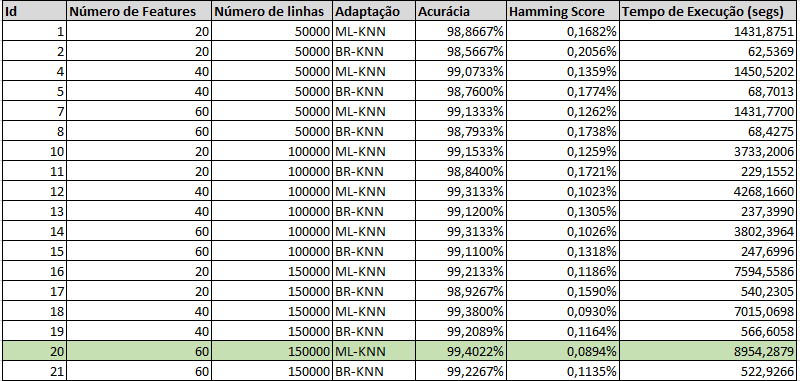 Id Número de Features Número de linhas Adaptação Acurácia Hamming Score Tempo de Execução (segs)
1 20 50000 ML-KNN 98,8667% 0,1682% 1431,8751
2 20 50000 BR-KNN 98,5667% 0,2056% 62,5369
4 40 50000 ML-KNN 99,0733% 0,1359% 1450,5202
5 40 50000 BR-KNN 98,7600% 0,1774% 68,7013
7 60 50000 ML-KNN 99,1333% 0,1262% 1431,7700
8 60 50000 BR-KNN 98,7933% 0,1738% 68,4275
10 20 100000 ML-KNN 99,1533% 0,1259% 3733,2006
11 20 100000 BR-KNN 98,8400% 0,1721% 229,1552
12 40 100000 ML-KNN 99,3133% 0,1023% 4268,1660
13 40 100000 BR-KNN 99,1200% 0,1305% 237,3990
14 60 100000 ML-KNN 99,3133% 0,1026% 3802,3964
15 60 100000 BR-KNN 99,1100% 0,1318% 247,6996
16 20 150000 ML-KNN 99,2133% 0,1186% 7594,5586
17 20 150000 BR-KNN 98,9267% 0,1590% 540,2305
18 40 150000 ML-KNN 99,3800% 0,0930% 7015,0698
19 40 150000 BR-KNN 99,2089% 0,1164% 566,6058
20 60 150000 ML-KNN 99,4022% 0,0894% 8954,2879
21 60 150000 BR-KNN 99,2267% 0,1135% 522,9266